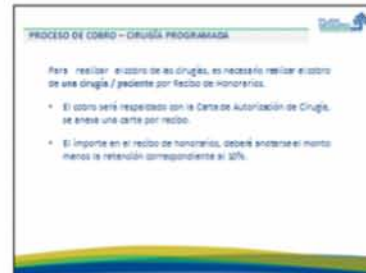 PROCESO DE COBRO – CIRUGÍA PROGRAMADA
Para realizar el cobro de las cirugías, es necesario realizar el cobro
de una cirugía / paciente por Recibo de Honorarios.
• El cobro será respaldado con la Carta de Autorización de Cirugía,
se anexa una carta por recibo.
• El importe en el recibo de honorarios, deberá anotarse el monto
menos la retención correspondiente al 10%.